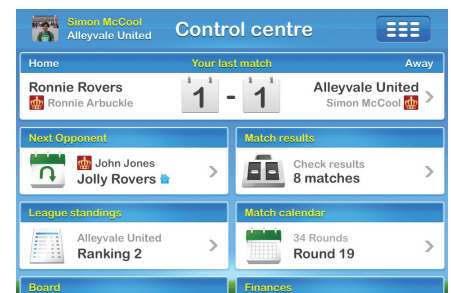 Simon McCool
Alleyvale United
Control centre
Home Your last match Away
Ronnie Rovers 1 - 1 Alleyvale United
Ronnie Arbuckle Simon McCool
Next Opponent
John Jones
Jolly Rovers
Match results
Check results
8 matches
League standings
Alleyvale United
Ranking 2
Match calendar
34 Rounds
Round 19
Board
Finances